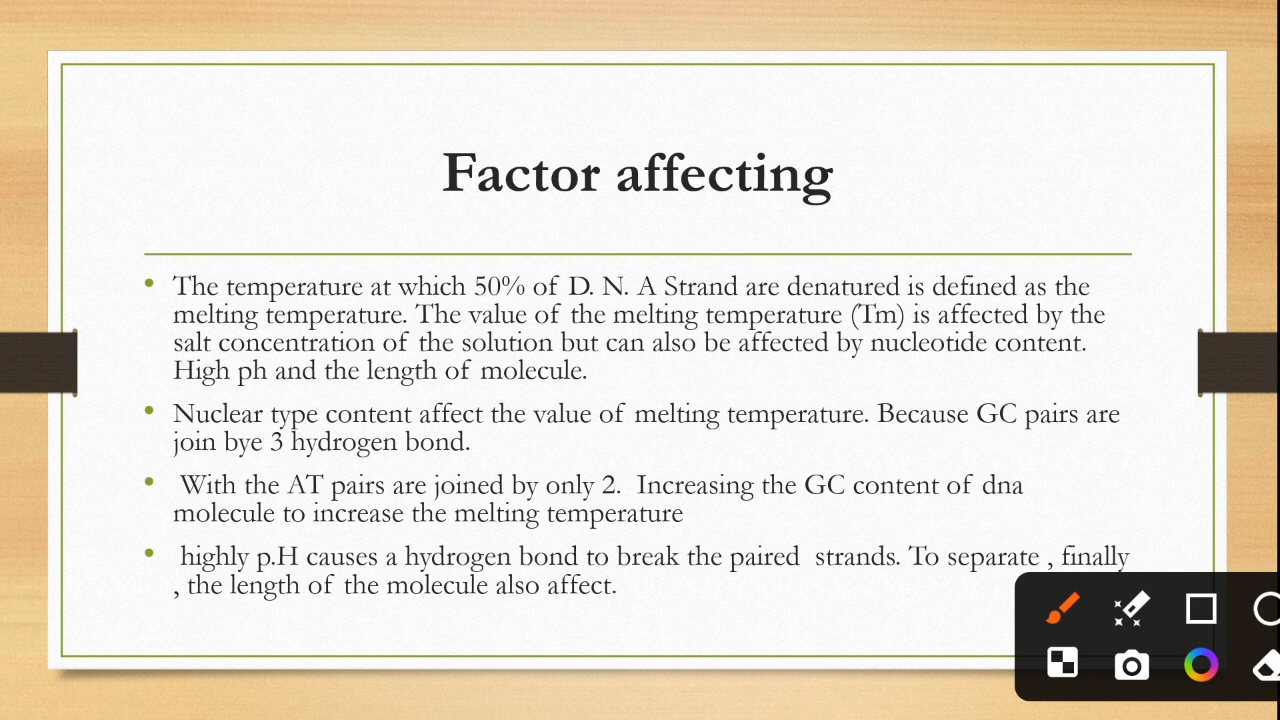 Factor affecting
• The temperature at which 50% of D. N. A Strand are denatured is defined as the
melting temperature. The value of the melting temperature (Tm) is affected by the
salt concentration of the solution but can also be affected by nucleotide content.
High ph and the length of molecule.
• Nuclear type content affect the value of melting temperature. Because GC pairs are
join bye 3 hydrogen bond.
• With the AT pairs are joined by only 2. Increasing the GC content of dna
molecule to increase the melting temperature
• highly p.H causes a hydrogen bond to break the paired strands. To separate , finally
, the length of the molecule also affect.